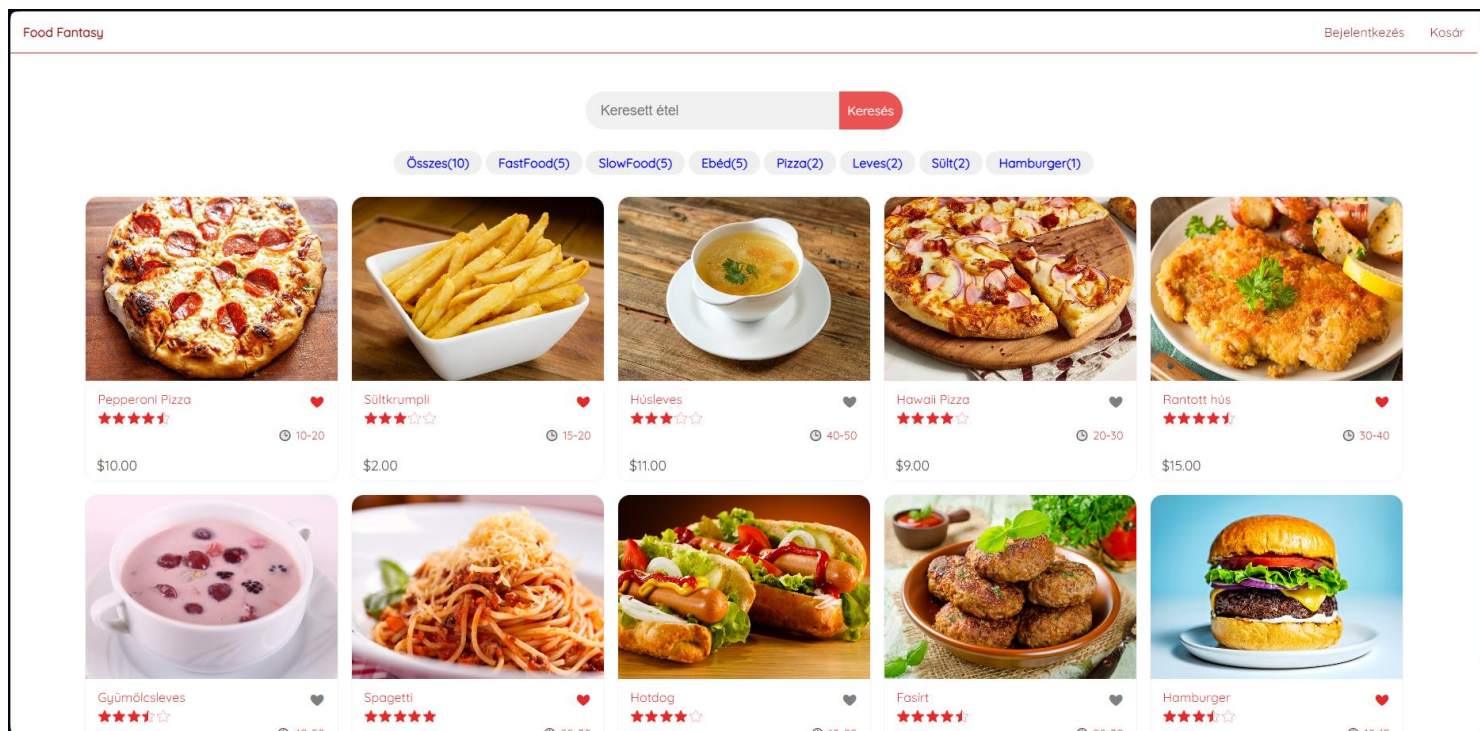 Food Fantasy
Bejelentkezés Kosár
Keresett étel
Keresés
Összes(10) FastFood(5) SlowFood(5) Ebéd(5) Pizza(2) Leves(2) Sült(2) Hamburger(1)
Pepperoni Pizza
10-20
$10.00
Sültkrumpli
15-20
$2.00
Húsleves
40-50
$11.00
Hawaii Pizza
20-30
$9.00
Rantott hús
30-40
$15.00
Gyümölcsleves
Spagetti
Hotdog
Fasírt
Hamburger